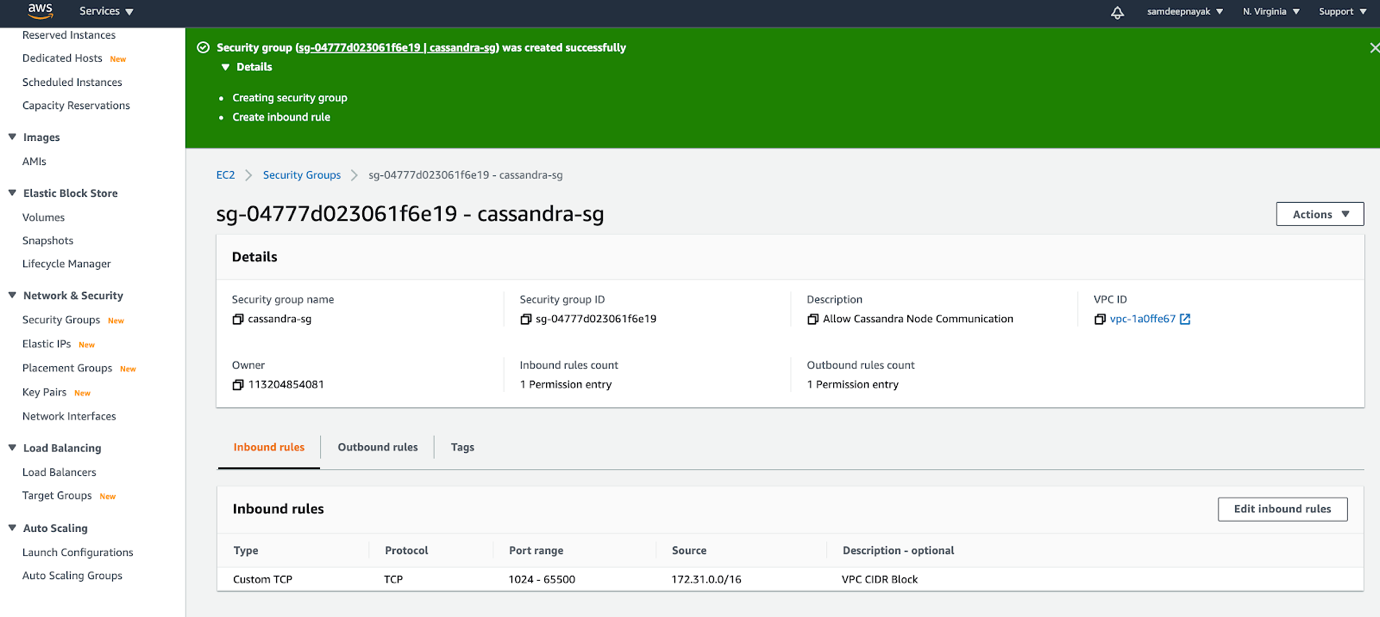 aws
Services
samdeepnayak
N. Virginia
Support
Reserved Instances
Dedicated Hosts New
Scheduled Instances
Capacity Reservations
Images
AMIs
Elastic Block Store
Volumes
Snapshots
Lifecycle Manager
Network & Security
Security Groups New
Elastic IPs New
Placement Groups New
Key Pairs New
Network Interfaces
Load Balancing
Load Balancers
Target Groups New
Auto Scaling
Launch Configurations
Auto Scaling Groups
Security group (sg-04777d023061f6e19 | cassandra-sg) was created successfully
Details
• Creating security group
• Create inbound rule
EC2 > Security Groups > sg-04777d023061f6e19 - cassandra-sg
sg-04777d023061f6e19 - cassandra-sg
Actions
Details
Security group name
cassandra-sg
Security group ID
sg-04777d023061f6e19
Description
Allow Cassandra Node Communication
VPC ID
vpc-1a0ffe67
Owner
113204854081
Inbound rules count
1 Permission entry
Outbound rules count
1 Permission entry
Inbound rules
Outbound rules
Tags
Inbound rules
Edit inbound rules
Type Protocol Port range Source Description - optional
Custom TCP TCP 1024 - 65500 172.31.0.0/16 VPC CIDR Block